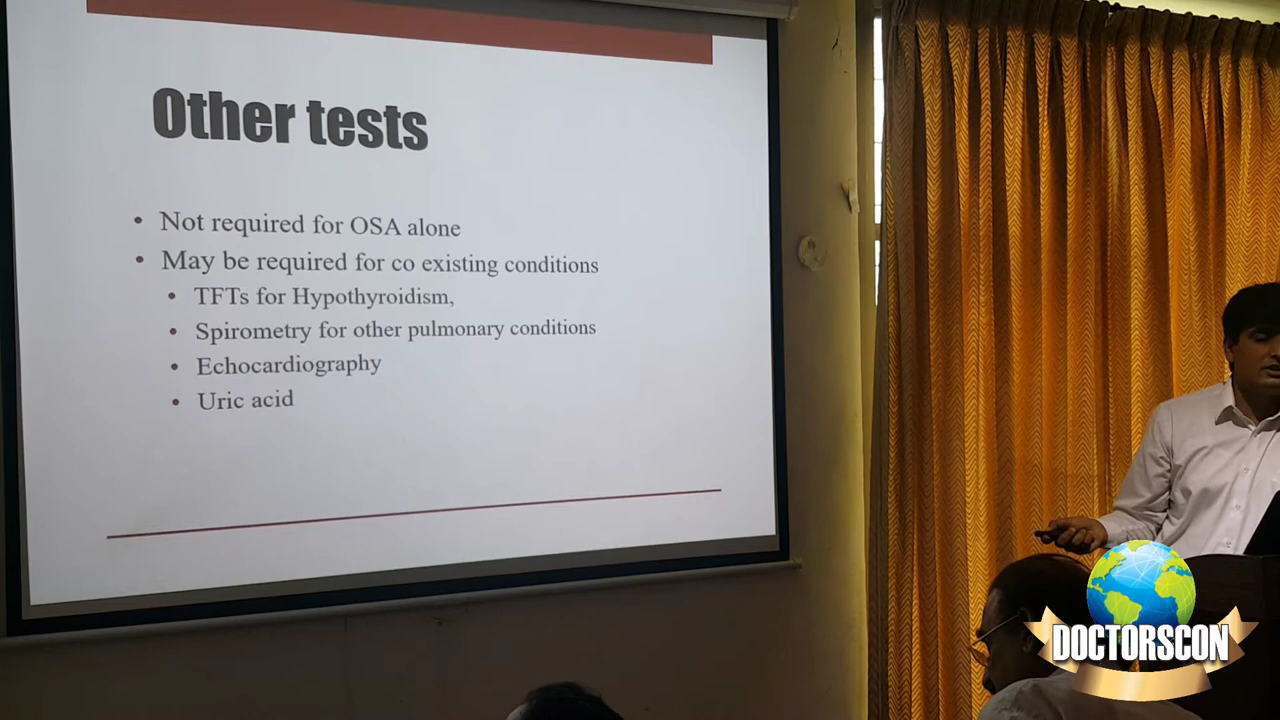 Other tests
• Not required for OSA alone
• May be required for co existing conditions
• TFTs for Hypothyroidism,
• Spirometry for other pulmonary conditions
• Echocardiography
• Uric acid
DOCTORSCON